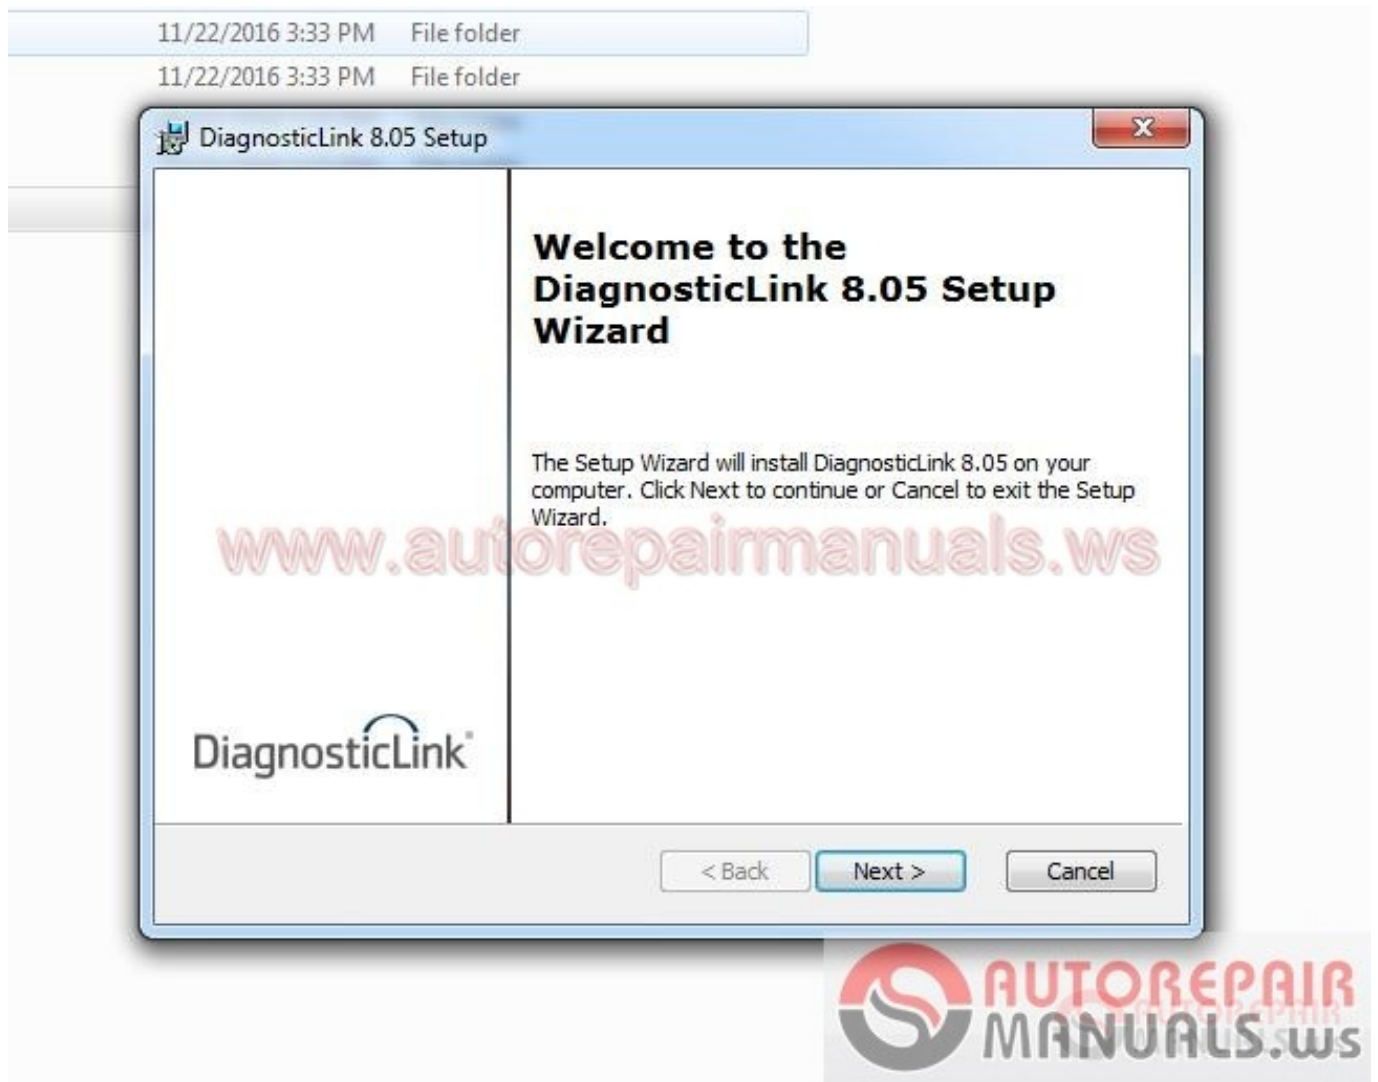 11/22/2016 3:33 PM File folder
11/22/2016 3:33 PM File folder
DiagnosticLink 8.05 Setup
Welcome to the
DiagnosticLink 8.05 Setup
Wizard
The Setup Wizard will install DiagnosticLink 8.05 on your
computer. Click Next to continue or Cancel to exit the Setup
Wizard.
www.autorepairmanuals.ws
DiagnosticLink
< Back
Next >
Cancel
AUTOREPAIR
MANUALS.ws